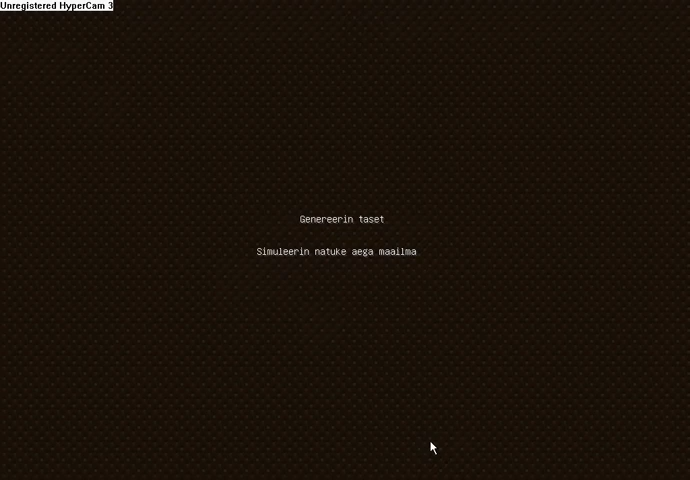 Unregistered HyperCam 3
Genereerin taset
Simuleerin natuke aega maailma